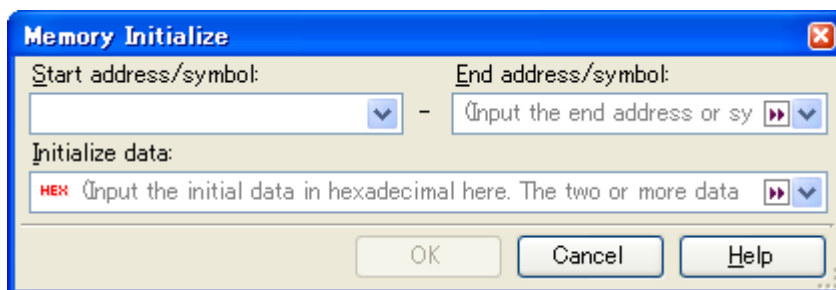 Memory Initialize
Start address/symbol: End address/symbol:
- (Input the end address or sy
Initialize data:
HEX (Input the initial data in hexadecimal here. The two or more data
OK Cancel Help